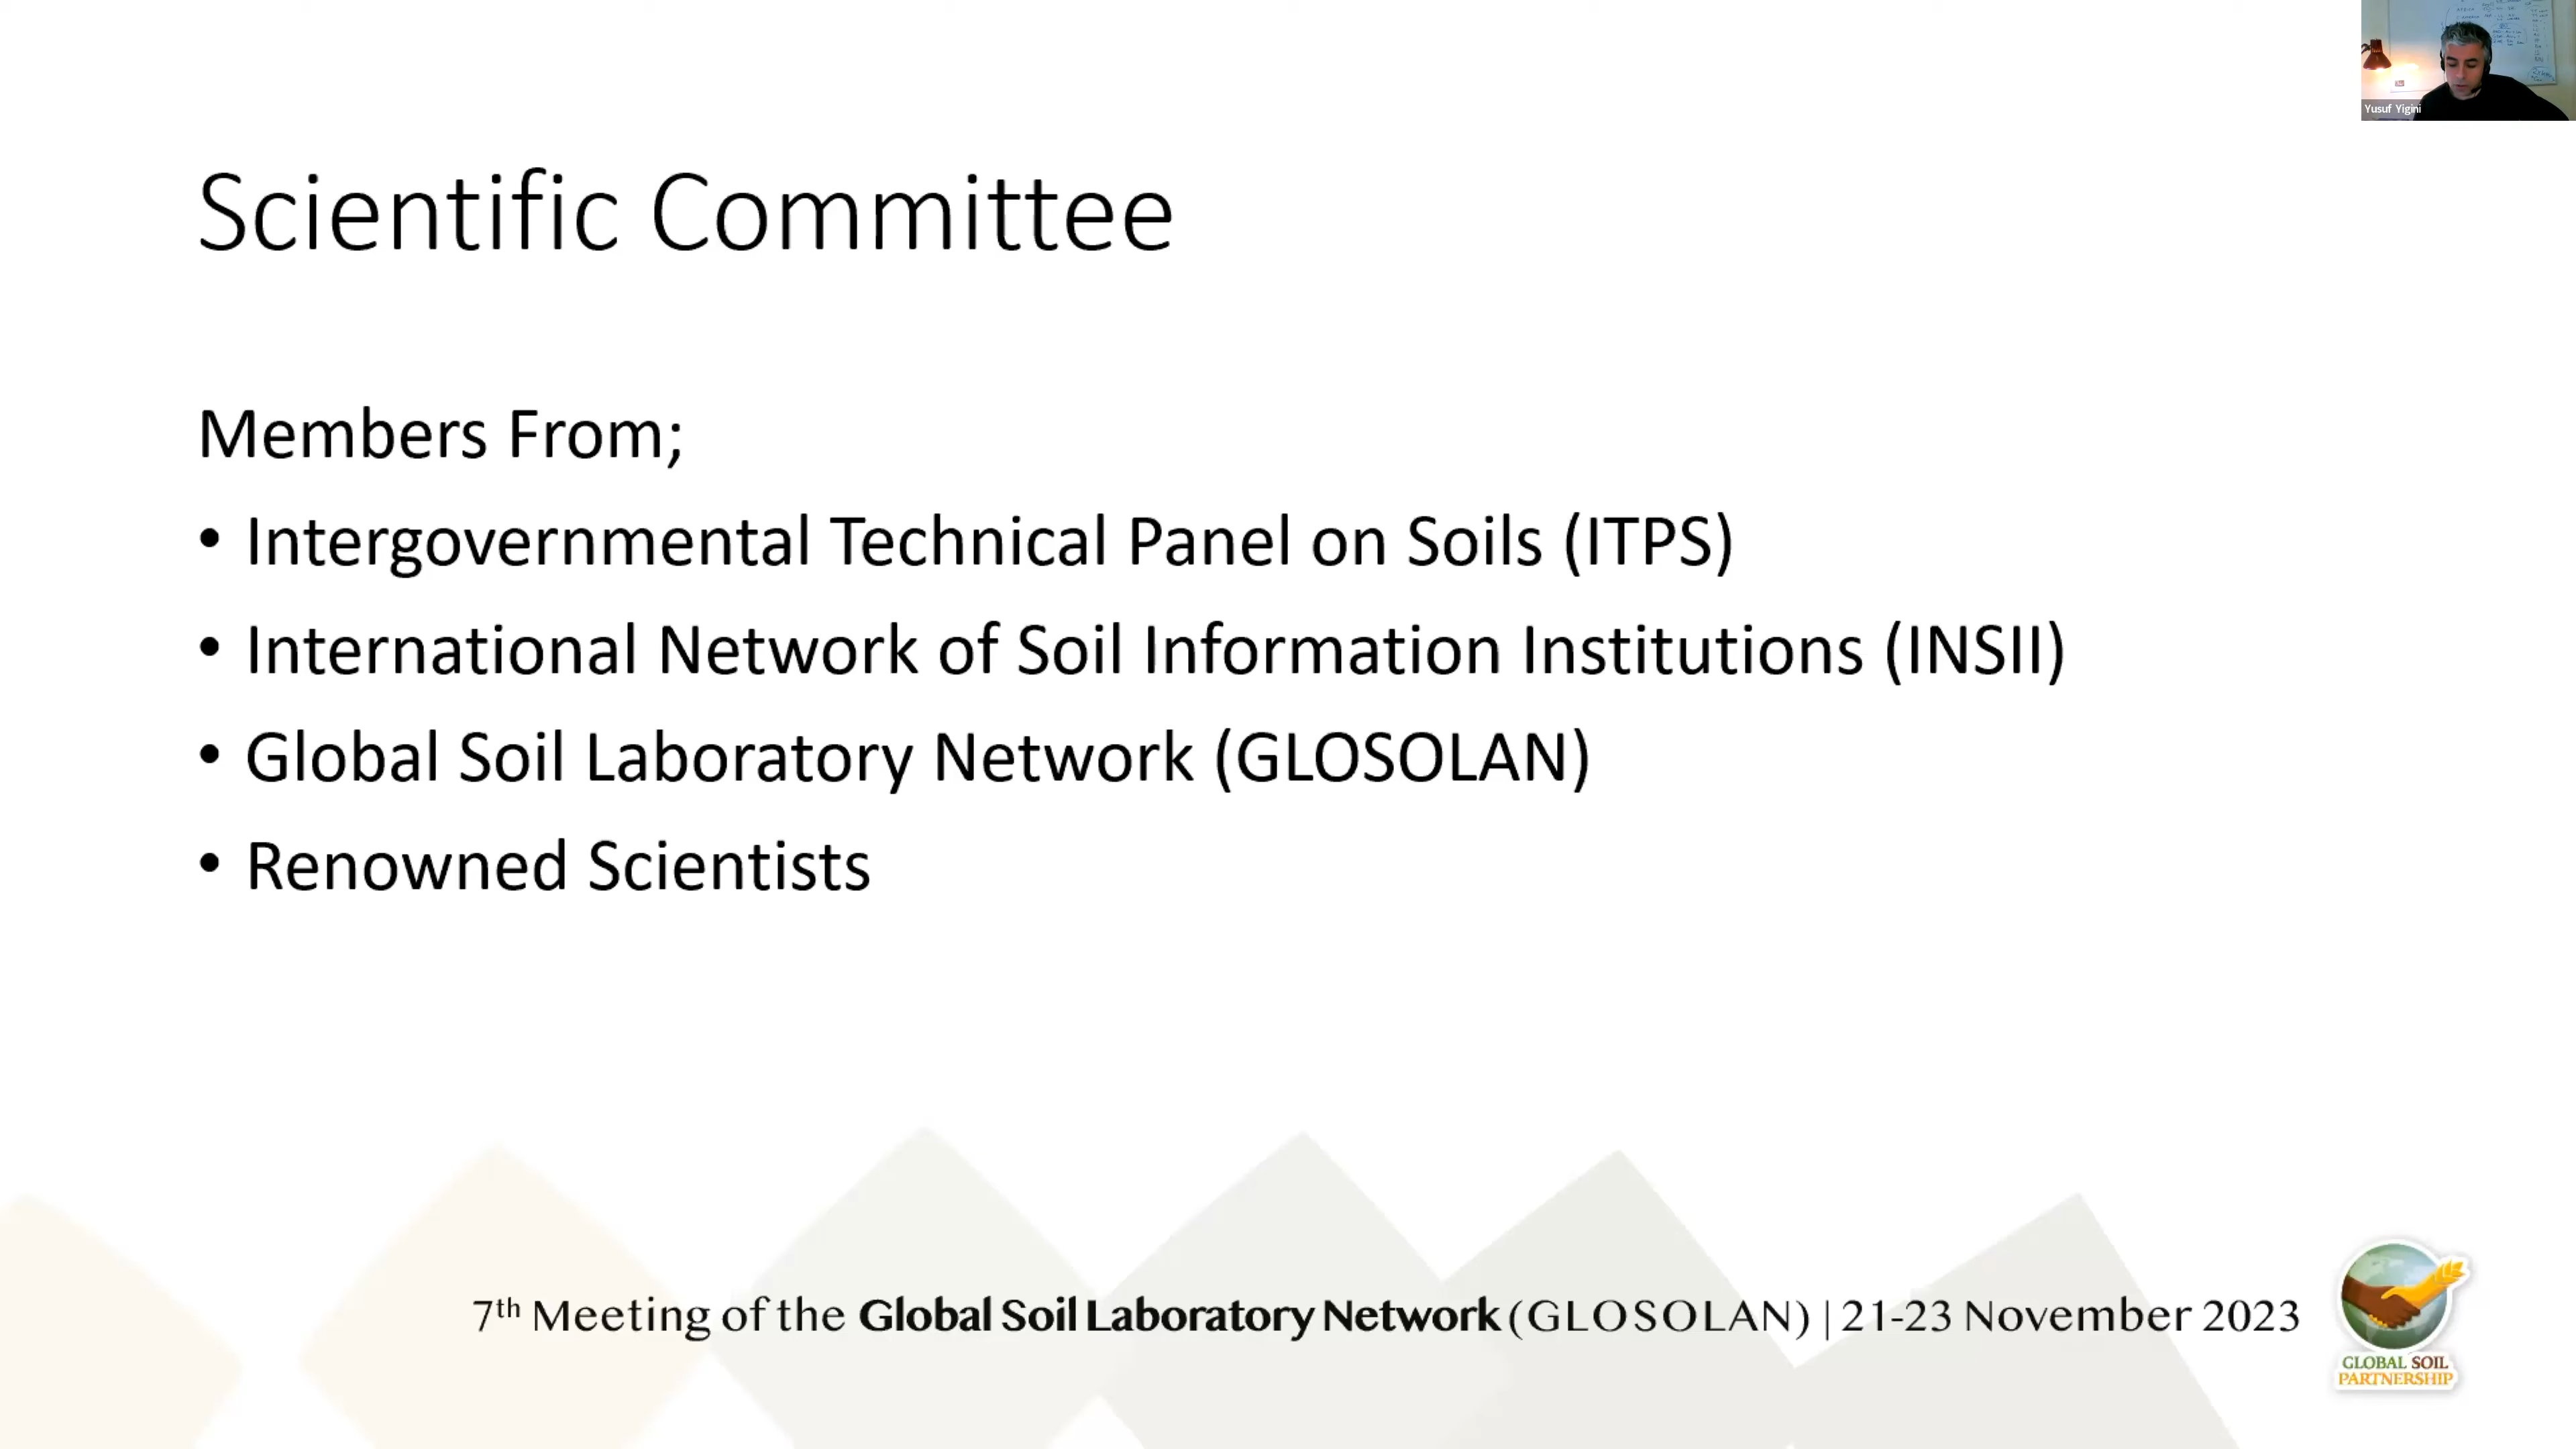 Yusuf Yigini
Scientific Committee
Members From;
• Intergovernmental Technical Panel on Soils (ITPS)
• International Network of Soil Information Institutions (INSII)
• Global Soil Laboratory Network (GLOSOLAN)
• Renowned Scientists
7th Meeting of the Global Soil Laboratory Network (GLOSOLAN) | 21-23 November 2023
GLOBAL SOIL
PARTNERSHIP